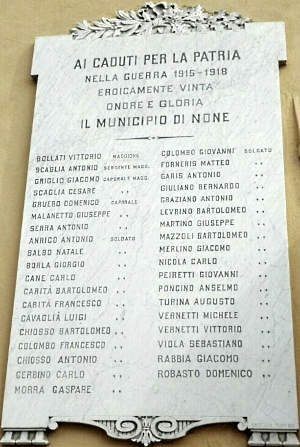 AI CADUTI PER LA PATRIA
NELLA GUERRA 1915-1918
EROICAMENTE VINTA
ONORE E GLORIA
IL MUNICIPIO DI NONE
BOLLATI VITTORIO MAGGIORE
SCAGLIA ANTONIO SERGENTE MAGG.
GRIGLIO GIACOMO CAPORALE MAGG.
SCAGLIA CESARE ,,
GRUERO DOMENICO CAPORALE
MALANETTO GIUSEPPE ,,
SERRA ANTONIO ,,
ANRICO ANTONIO SOLDATO
BALBO NATALE ,,
BORLA GIORGIO ,,
CANE CARLO ,,
CARITÀ BARTOLOMEO ,,
CARITÀ FRANCESCO ,,
CAVAGLIÀ LUIGI ,,
CHIOSSO BARTOLOMEO ,,
COLOMBO FRANCESCO ,,
CHIOSSO ANTONIO ,,
GERBINO CARLO ,,
MORRA GASPARE ,,
COLOMBO GIOVANNI SOLDATO
FORNERIS MATTEO ,,
GARIS ANTONIO ,,
GIULIANO BERNARDO ,,
GRAZIANO ANTONIO ,,
LEVRINO BARTOLOMEO ,,
MARTINO GIUSEPPE ,,
MAZZOLI BARTOLOMEO ,,
MERLINO GIACOMO ,,
NICOLA CARLO ,,
PEIRETTI GIOVANNI ,,
PONCINO ANSELMO ,,
TURINA AUGUSTO ,,
VERNETTI MICHELE ,,
VERNETTI VITTORIO ,,
VIOLA SEBASTIANO ,,
RABBIA GIACOMO ,,
ROBASTO DOMENICO ,,